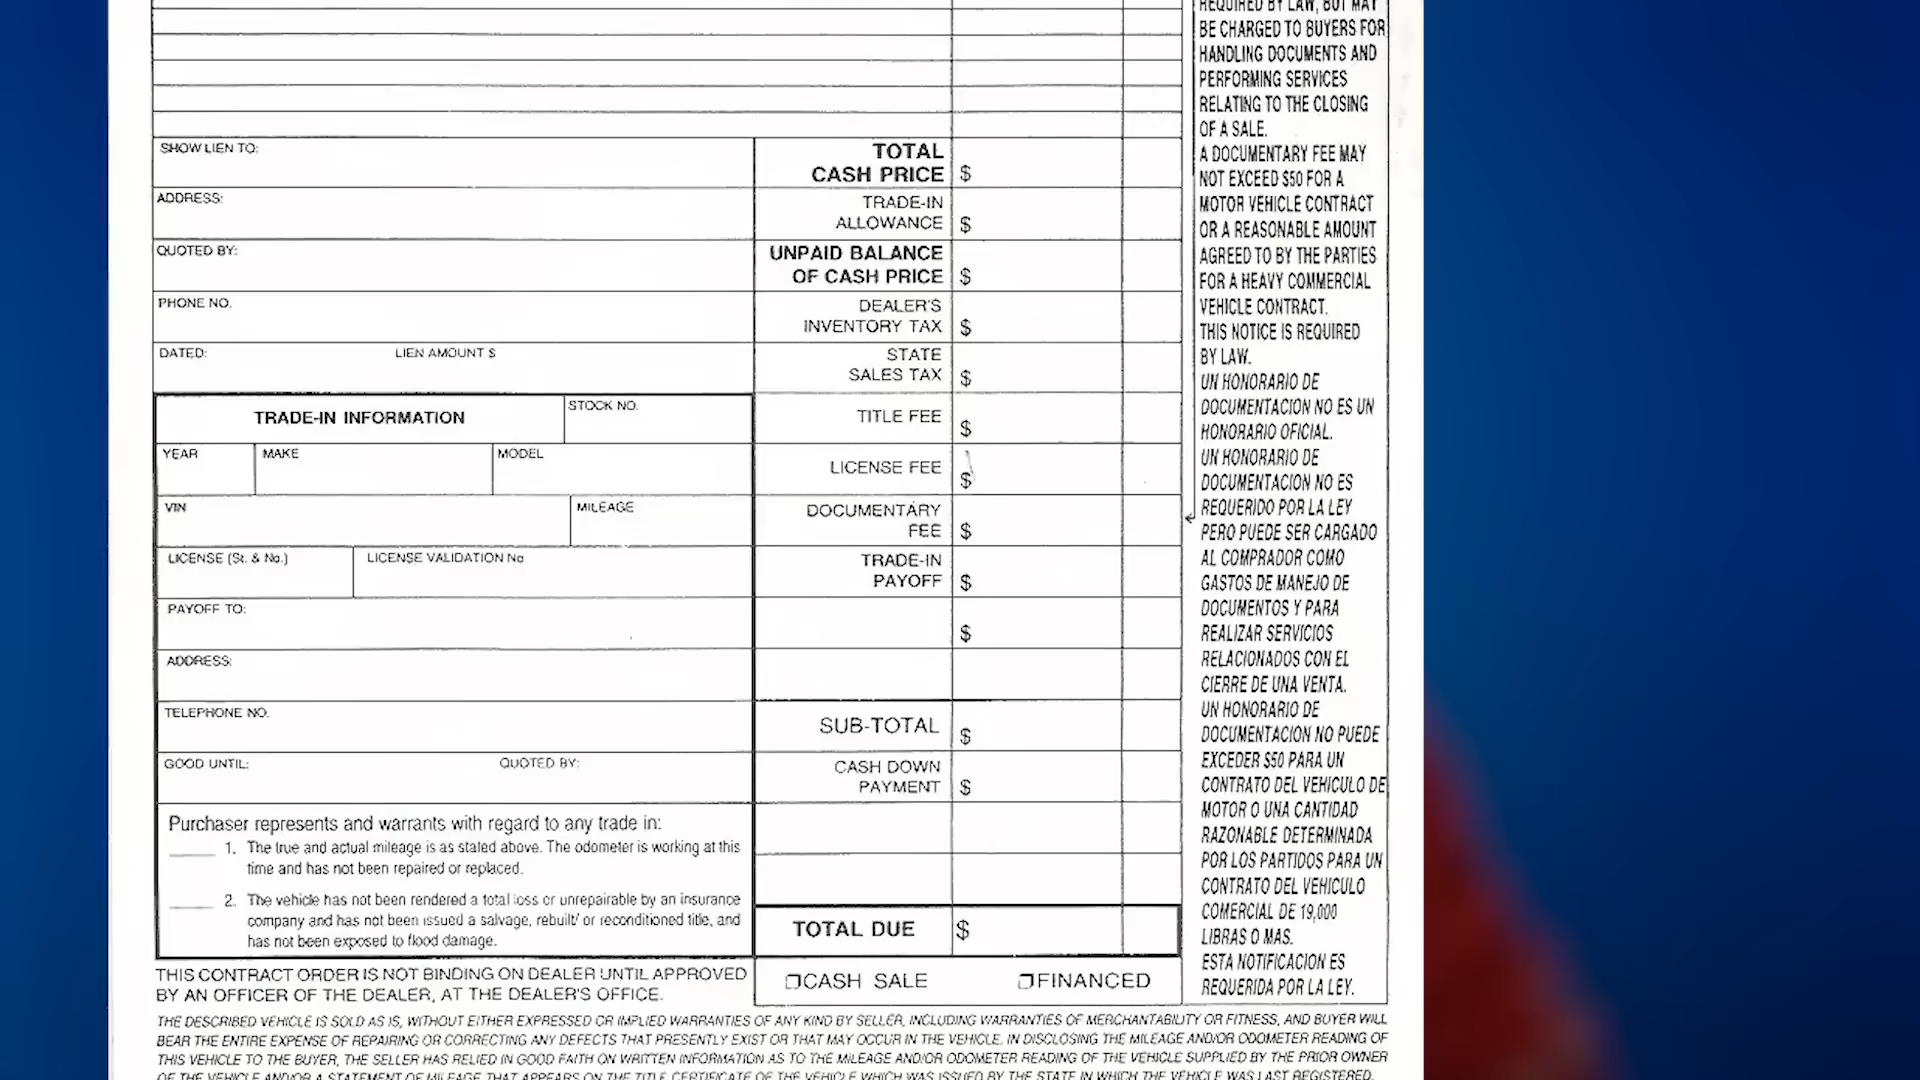 SHOW LIEN TO:
TOTAL
CASH PRICE $
ADDRESS:
TRADE-IN
ALLOWANCE $
QUOTED BY:
UNPAID BALANCE
OF CASH PRICE $
PHONE NO.
DEALER'S
INVENTORY TAX $
DATED: LIEN AMOUNT $
STATE
SALES TAX $
TRADE-IN INFORMATION
STOCK NO.
TITLE FEE $
YEAR MAKE MODEL
LICENSE FEE $
VIN MILEAGE
DOCUMENTARY
FEE $
LICENSE (St. & No.) LICENSE VALIDATION No
TRADE-IN
PAYOFF $
PAYOFF TO:
$
ADDRESS:
TELEPHONE NO.
SUB-TOTAL $
GOOD UNTIL: QUOTED BY:
CASH DOWN
PAYMENT $
Purchaser represents and warrants with regard to any trade in:
1. The true and actual mileage is as stated above. The odometer is working at this
time and has not been repaired or replaced.
2. The vehicle has not been rendered a total loss or unrepairable by an insurance
company and has not been issued a salvage, rebuilt/ or reconditioned title, and
has not been exposed to flood damage.
TOTAL DUE $
THIS CONTRACT ORDER IS NOT BINDING ON DEALER UNTIL APPROVED
BY AN OFFICER OF THE DEALER, AT THE DEALER'S OFFICE.
CASH SALE FINANCED
REQUIRED BY LAW, BUT MAY
BE CHARGED TO BUYERS FOR
HANDLING DOCUMENTS AND
PERFORMING SERVICES
RELATING TO THE CLOSING
OF A SALE.
A DOCUMENTARY FEE MAY
NOT EXCEED $50 FOR A
MOTOR VEHICLE CONTRACT
OR A REASONABLE AMOUNT
AGREED TO BY THE PARTIES
FOR A HEAVY COMMERCIAL
VEHICLE CONTRACT.
THIS NOTICE IS REQUIRED
BY LAW.
UN HONORARIO DE
DOCUMENTACION NO ES UN
HONORARIO OFICIAL.
UN HONORARIO DE
DOCUMENTACION NO ES
REQUERIDO POR LA LEY
PERO PUEDE SER CARGADO
AL COMPRADOR COMO
GASTOS DE MANEJO DE
DOCUMENTOS Y PARA
REALIZAR SERVICIOS
RELACIONADOS CON EL
CIERRE DE UNA VENTA.
UN HONORARIO DE
DOCUMENTACION NO PUEDE
EXCEDER $50 PARA UN
CONTRATO DEL VEHICULO DE
MOTOR O UNA CANTIDAD
RAZONABLE DETERMINADA
POR LOS PARTIDOS PARA UN
CONTRATO DEL VEHICULO
COMERCIAL DE 19,000
LIBRAS O MAS.
ESTA NOTIFICACION ES
REQUERIDA POR LA LEY.
THE DESCRIBED VEHICLE IS SOLD AS IS, WITHOUT EITHER EXPRESSED OR IMPLIED WARRANTIES OF ANY KIND BY SELLER, INCLUDING WARRANTIES OF MERCHANTABILITY OR FITNESS, AND BUYER WILL
BEAR THE ENTIRE EXPENSE OF REPAIRING OR CORRECTING ANY DEFECTS THAT PRESENTLY EXIST OR THAT MAY OCCUR IN THE VEHICLE. IN DISCLOSING THE MILEAGE AND/OR ODOMETER READING OF
THIS VEHICLE TO THE BUYER, THE SELLER HAS RELIED IN GOOD FAITH ON WRITTEN INFORMATION AS TO THE MILEAGE AND/OR ODOMETER READING OF THE VEHICLE SUPPLIED BY THE PRIOR OWNER
OF THE VEHICLE AND/OR A STATEMENT OF MILEAGE THAT APPEARS ON THE TITLE CERTIFICATE OF THE VEHICLE WHICH WAS ISSUED BY THE STATE IN WHICH THE VEHICLE WAS LAST REGISTERED.